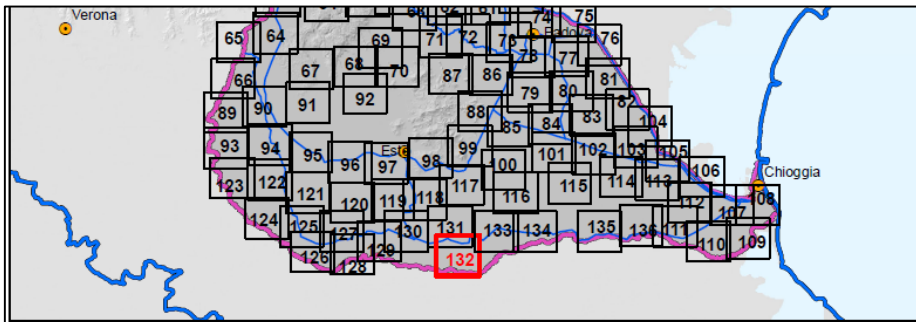 74 75
Verona
65 64 71 72 73 Padova 76
69 78 77
66 67 68 70 87 86 81
79 80
89 90 91 92 88 83 82
85 84 104
93 94 95 Este 98 99 102 103 105
96 97 100 101 106
123 122 121 119 118 117 116 115 114 113 Chioggia
120 112 107 108
124 125 127 130 131 133 134 135 136 111
126 129 132 110 109
128